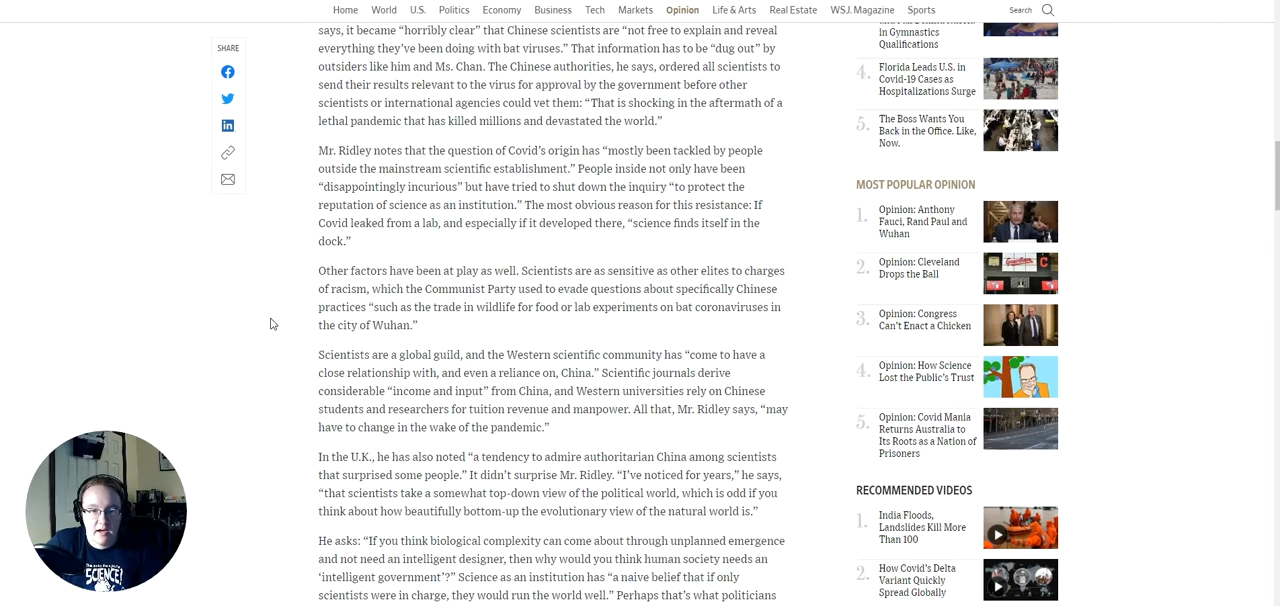 Home World U.S. Politics Economy Business Tech Markets Opinion Life & Arts Real Estate WSJ. Magazine Sports Search
SHARE
says, it became “horribly clear” that Chinese scientists are “not free to explain and reveal
everything they’ve been doing with bat viruses.” That information has to be “dug out” by
outsiders like him and Ms. Chan. The Chinese authorities, he says, ordered all scientists to
send their results relevant to the virus for approval by the government before other
scientists or international agencies could vet them: “That is shocking in the aftermath of a
lethal pandemic that has killed millions and devastated the world.”
Mr. Ridley notes that the question of Covid’s origin has “mostly been tackled by people
outside the mainstream scientific establishment.” People inside not only have been
“disappointingly incurious” but have tried to shut down the inquiry “to protect the
reputation of science as an institution.” The most obvious reason for this resistance: If
Covid leaked from a lab, and especially if it developed there, “science finds itself in the
dock.”
Other factors have been at play as well. Scientists are as sensitive as other elites to charges
of racism, which the Communist Party used to evade questions about specifically Chinese
practices “such as the trade in wildlife for food or lab experiments on bat coronaviruses in
the city of Wuhan.”
Scientists are a global guild, and the Western scientific community has “come to have a
close relationship with, and even a reliance on, China.” Scientific journals derive
considerable “income and input” from China, and Western universities rely on Chinese
students and researchers for tuition revenue and manpower. All that, Mr. Ridley says, “may
have to change in the wake of the pandemic.”
In the U.K., he has also noted “a tendency to admire authoritarian China among scientists
that surprised some people.” It didn’t surprise Mr. Ridley. “I’ve noticed for years,” he says,
“that scientists take a somewhat top-down view of the political world, which is odd if you
think about how beautifully bottom-up the evolutionary view of the natural world is.”
He asks: “If you think biological complexity can come about through unplanned emergence
and not need an intelligent designer, then why would you think human society needs an
‘intelligent government’?” Science as an institution has “a naive belief that if only
scientists were in charge, they would run the world well.” Perhaps that’s what politicians
in Gymnastics
Qualifications
4. Florida Leads U.S. in
Covid-19 Cases as
Hospitalizations Surge
5. The Boss Wants You
Back in the Office. Like,
Now.
MOST POPULAR OPINION
1. Opinion: Anthony
Fauci, Rand Paul and
Wuhan
2. Opinion: Cleveland
Drops the Ball
3. Opinion: Congress
Can’t Enact a Chicken
4. Opinion: How Science
Lost the Public’s Trust
5. Opinion: Covid Mania
Returns Australia to
Its Roots as a Nation of
Prisoners
RECOMMENDED VIDEOS
1. India Floods,
Landslides Kill More
Than 100
2. How Covid’s Delta
Variant Quickly
Spread Globally
SCIENCE!